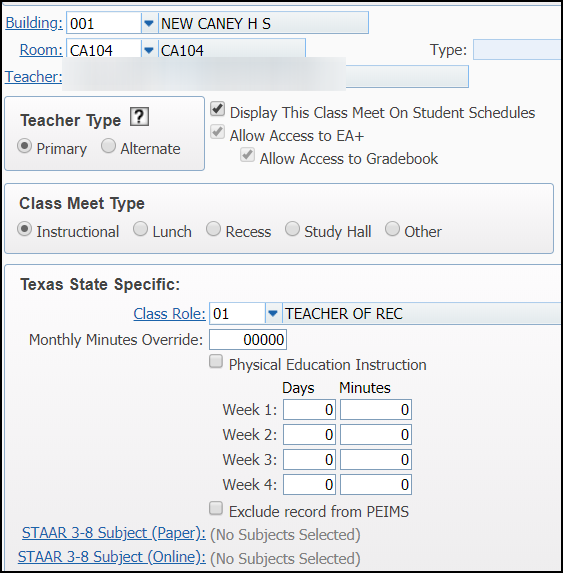 Building: 001 NEW CANEY H S
Room: CA104 CA104 Type:
Teacher:
Teacher Type ?
Primary Alternate
Display This Class Meet On Student Schedules
Allow Access to EA+
Allow Access to Gradebook
Class Meet Type
Instructional Lunch Recess Study Hall Other
Texas State Specific:
Class Role: 01 TEACHER OF REC
Monthly Minutes Override: 00000
Physical Education Instruction
Days Minutes
Week 1: 0 0
Week 2: 0 0
Week 3: 0 0
Week 4: 0 0
Exclude record from PEIMS
STAAR 3-8 Subject (Paper): (No Subjects Selected)
STAAR 3-8 Subject (Online): (No Subjects Selected)